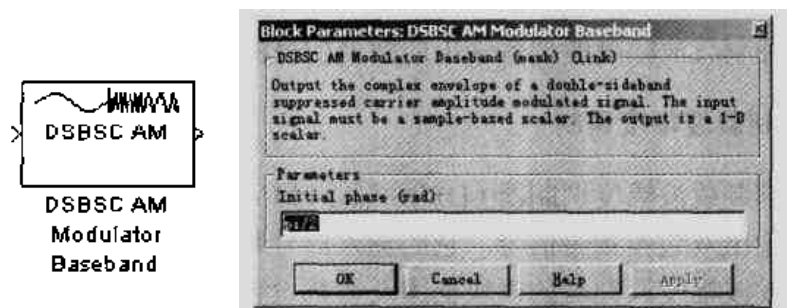 DSBSC AM
DSBSC AM
Modulator
Baseband
Block Parameters: DSBSC AM Modulator Baseband
DSBSC AM Modulator Baseband (mask) (link)
Output the complex envelope of a double-sideband
suppressed carrier amplitude modulated signal. The input
signal must be a sample-based scalar. The output is a 1-D
scalar.
Parameters
Initial phase (rad):
pi/2
OK
Cancel
Help
Apply